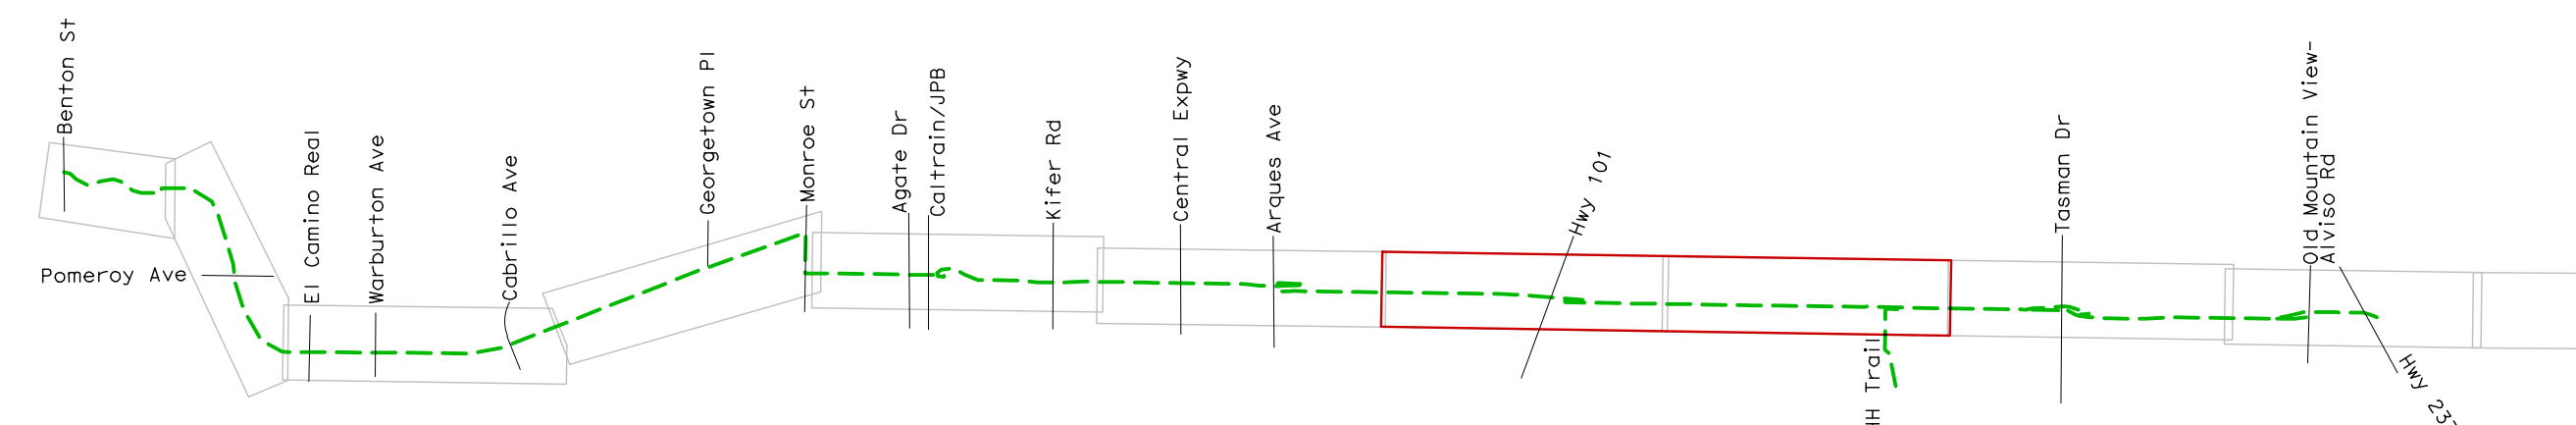 Benton St
Pomeroy Ave
El Camino Real
Warburton Ave
Cabrillo Ave
Georgetown Pl
Monroe St
Agate Dr
Caltrain/JPB
Kifer Rd
Central Expwy
Arques Ave
Hwy 101
Trail
Tasman Dr
Old Mountain View-
Alviso Rd
Hwy